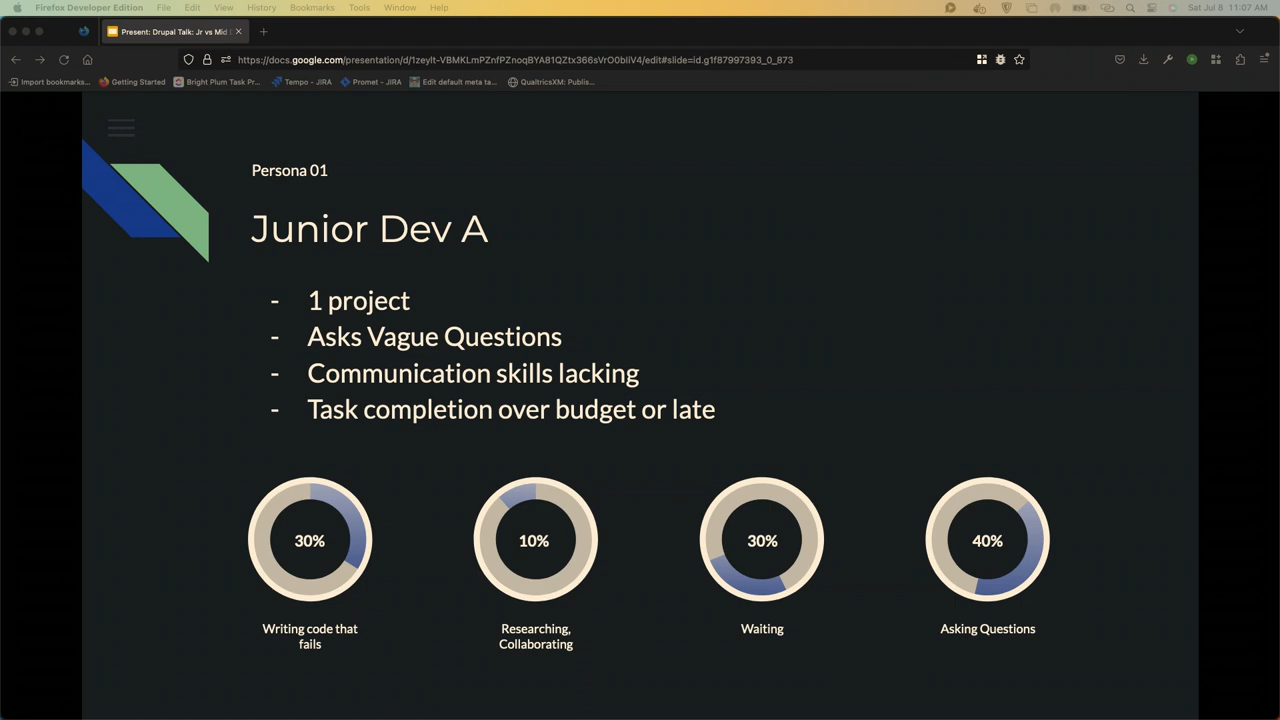 Firefox Developer Edition File Edit View History Bookmarks Tools Window Help Sat Jul 8 11:07 AM
Present: Drupal Talk: Jr vs Mid
https://docs.google.com/presentation/d/1zeylt-VBMKLmPZnfPZnoqBYA81QZtx366sVrO0bliV4/edit#slide=id.g1f87997393_0_873
Import bookmarks... Getting Started Bright Plum Task Pr... Tempo - JIRA Promet - JIRA Edit default meta ta... QualtricsXM: Publis...
Persona 01
Junior Dev A
- 1 project
- Asks Vague Questions
- Communication skills lacking
- Task completion over budget or late
30% 10% 30% 40%
Writing code that
fails
Researching,
Collaborating
Waiting
Asking Questions